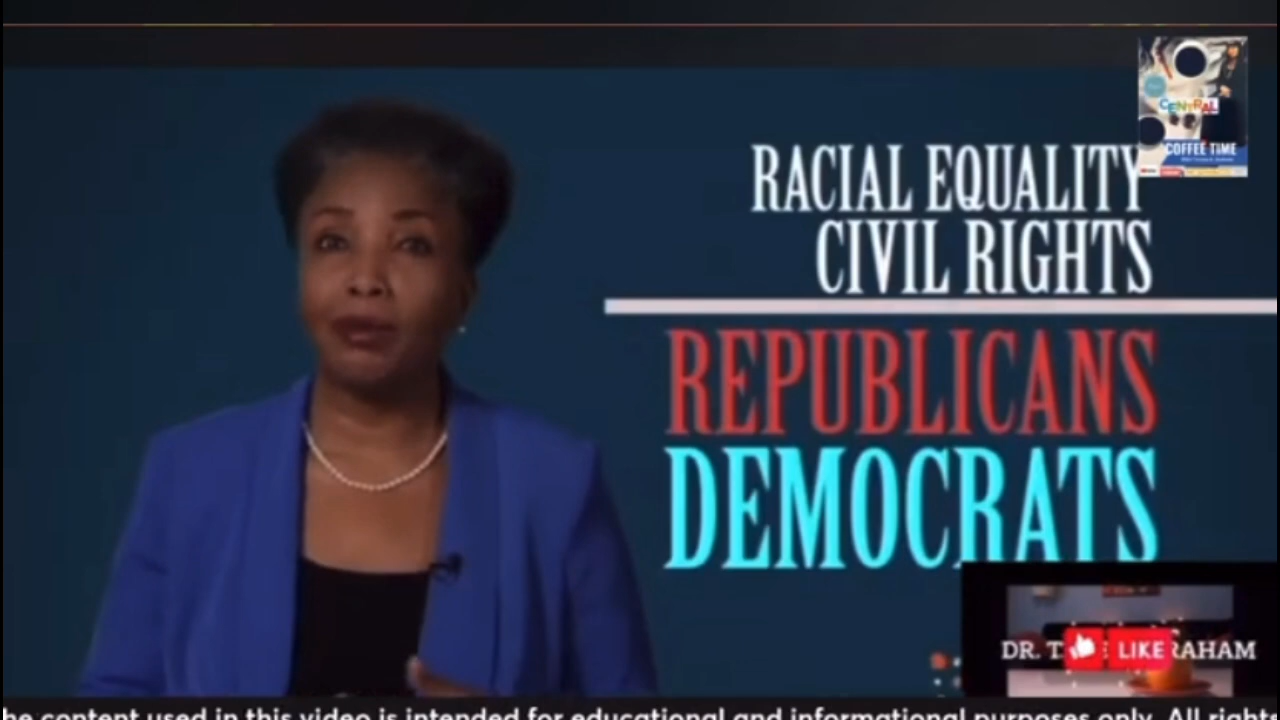 CENTRAL
COFFEE TIME
RACIAL EQUALITY
CIVIL RIGHTS
REPUBLICANS
DEMOCRATS
DR. T
LIKE
RAHAM
he content used in this video is intended for educational and informational purposes only. All rights